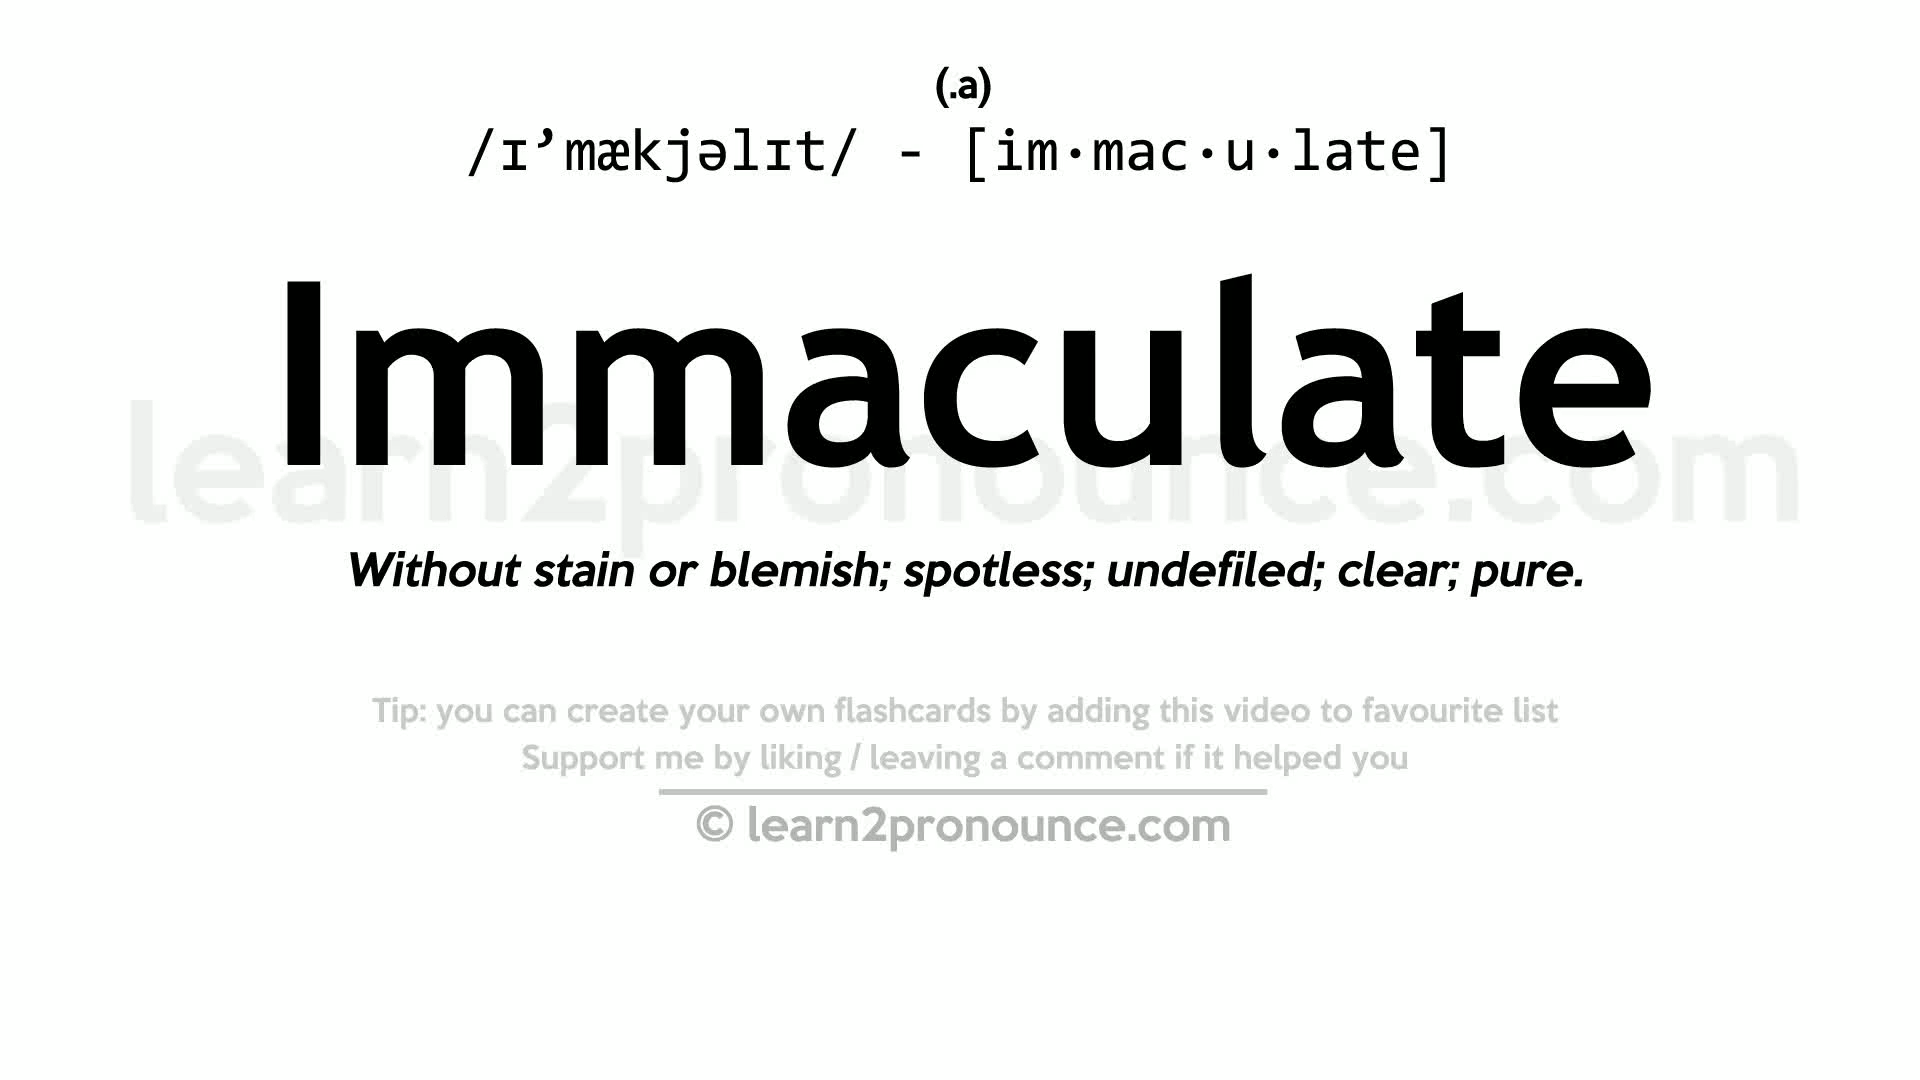 (.a)
/ɪ’mækjəlɪt/ - [im·mac·u·late]
Immaculate
learn2pronounce.com
Without stain or blemish; spotless; undefiled; clear; pure.
Tip: you can create your own flashcards by adding this video to favourite list
Support me by liking / leaving a comment if it helped you
© learn2pronounce.com